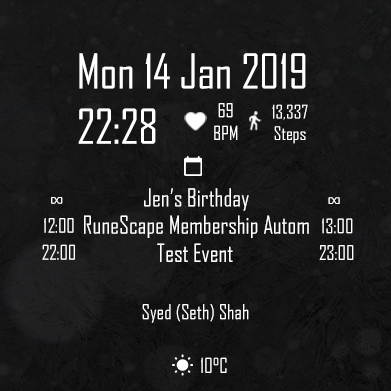 Mon 14 Jan 2019
22:28 69 BPM 13,337 Steps
∞ Jen's Birthday ∞
12:00 RuneScape Membership Autom 13:00
22:00 Test Event 23:00
Syed (Seth) Shah
10°C